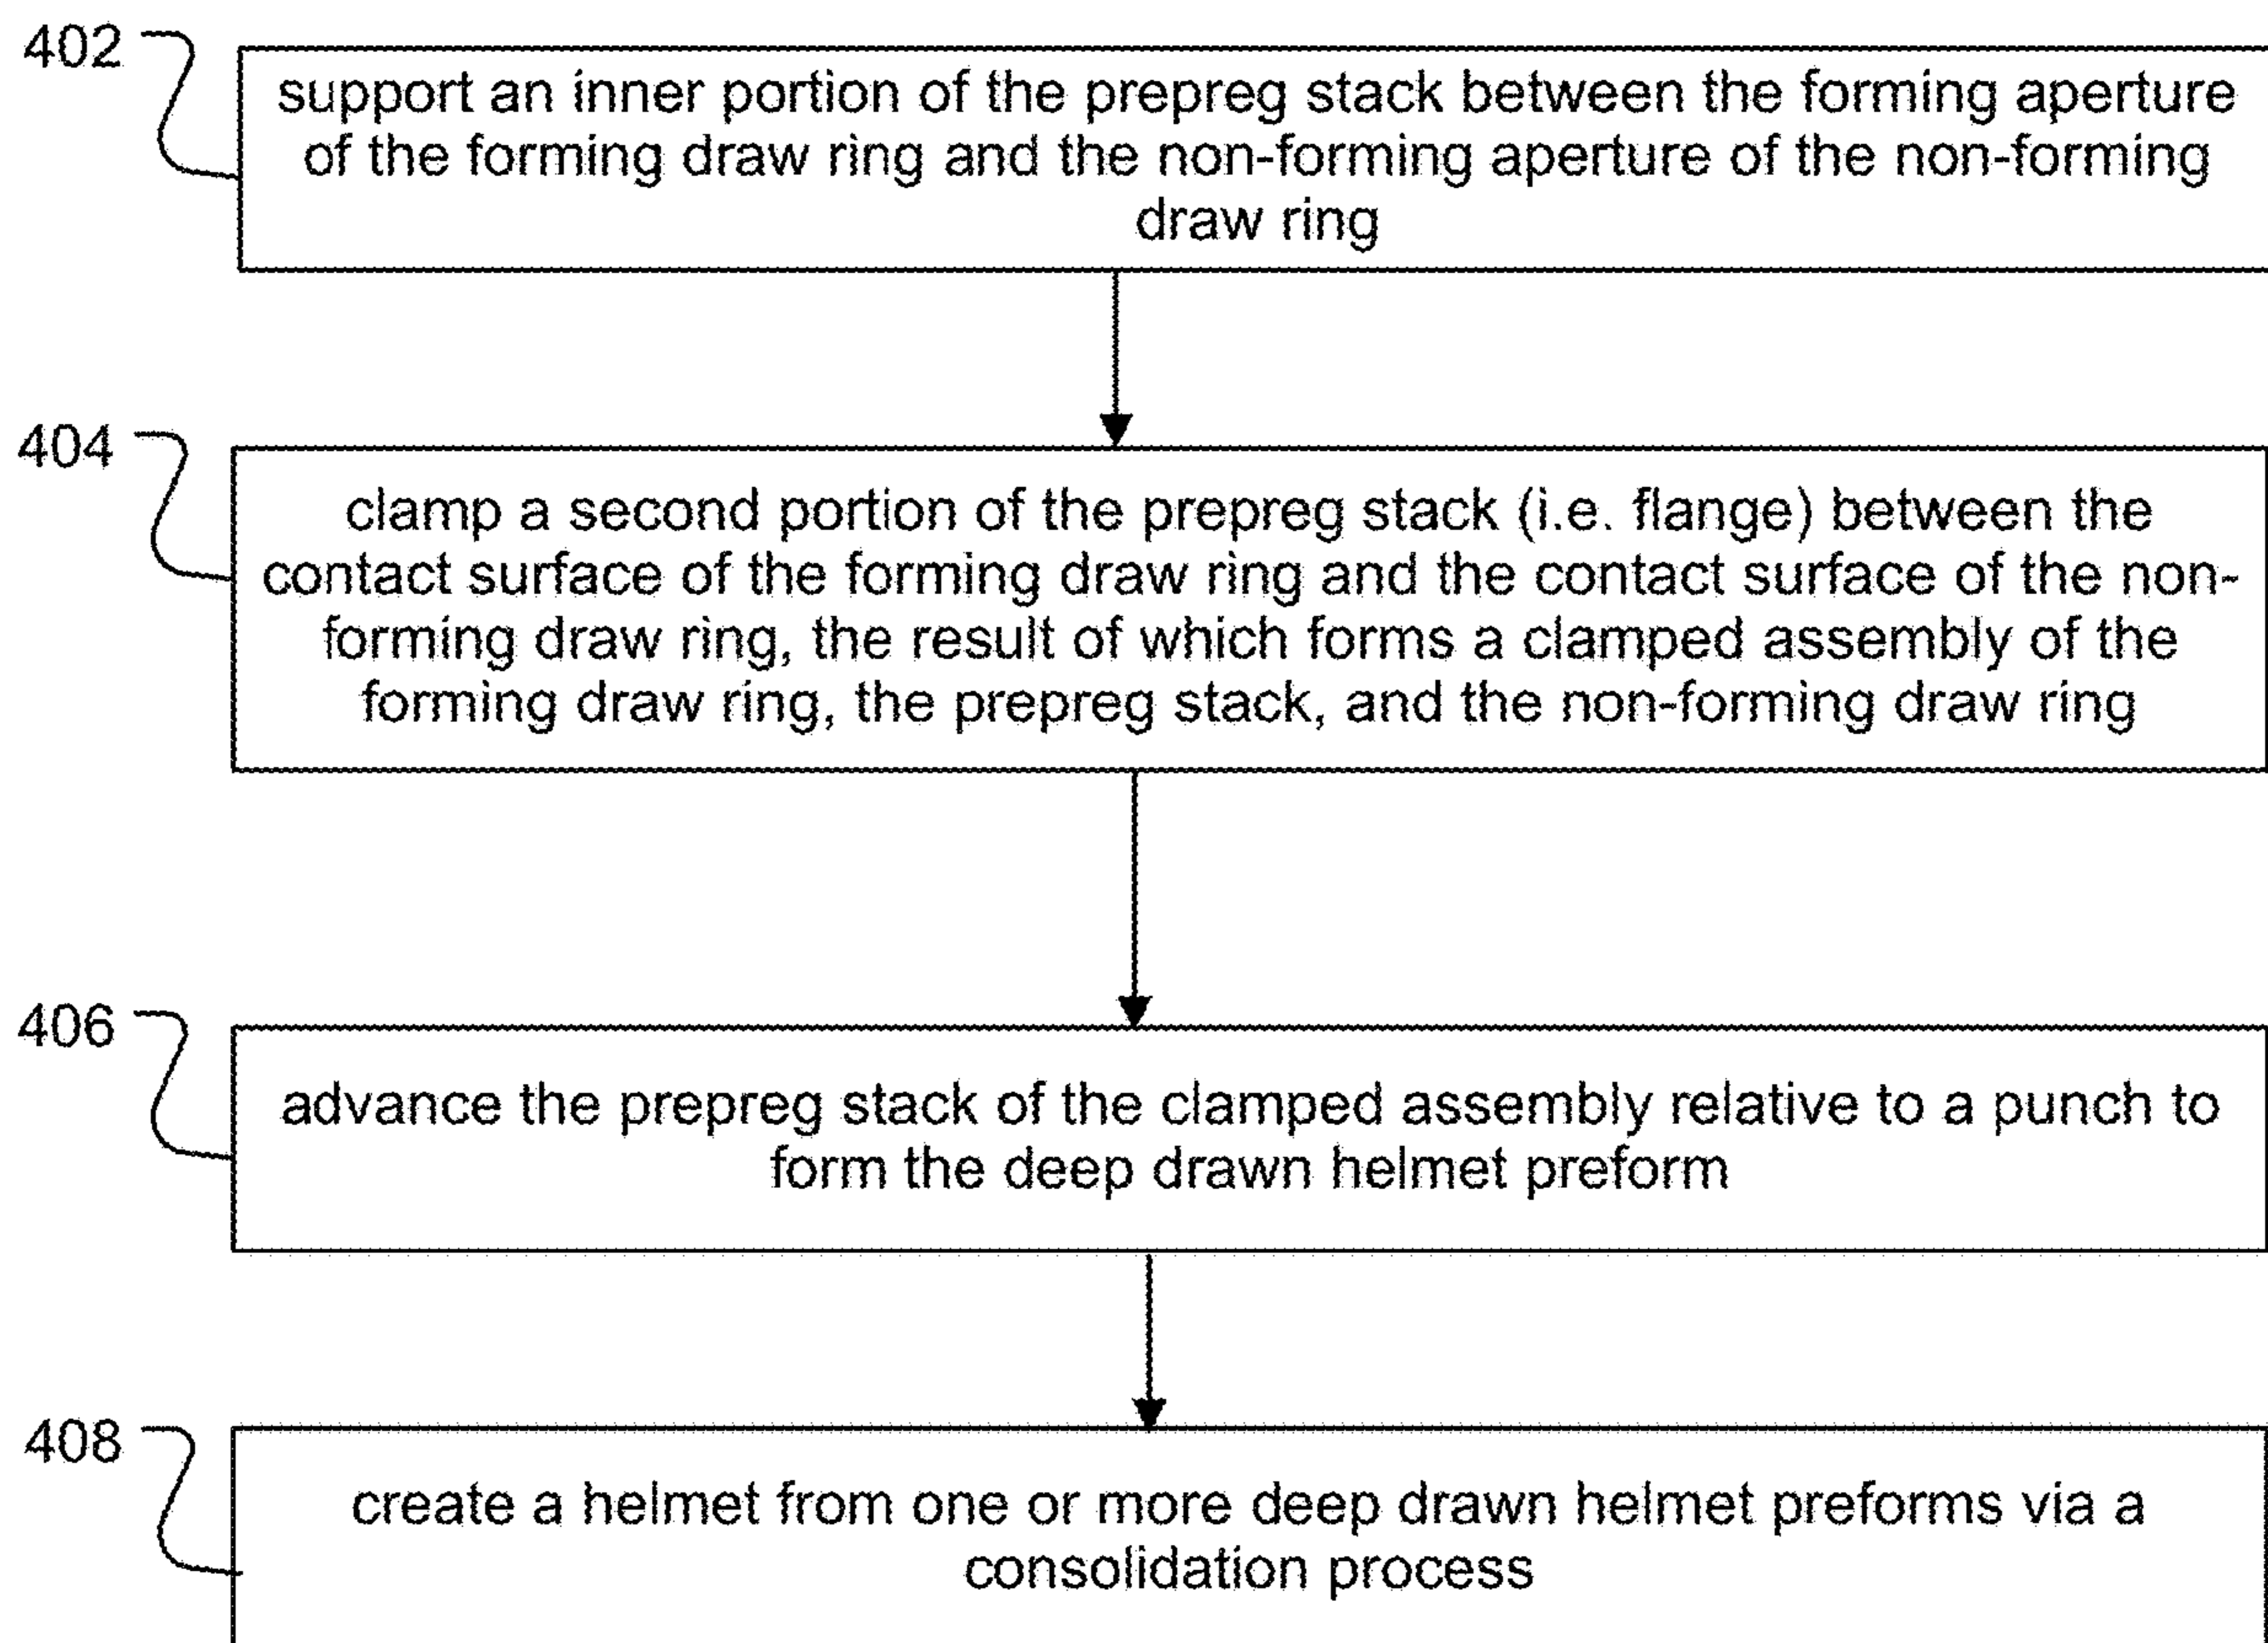 402
support an inner portion of the prepreg stack between the forming aperture
of the forming draw ring and the non-forming aperture of the non-forming
draw ring
404
clamp a second portion of the prepreg stack (i.e. flange) between the
contact surface of the forming draw ring and the contact surface of the non-
forming draw ring, the result of which forms a clamped assembly of the
forming draw ring, the prepreg stack, and the non-forming draw ring
406
advance the prepreg stack of the clamped assembly relative to a punch to
form the deep drawn helmet preform
408
create a helmet from one or more deep drawn helmet preforms via a
consolidation process